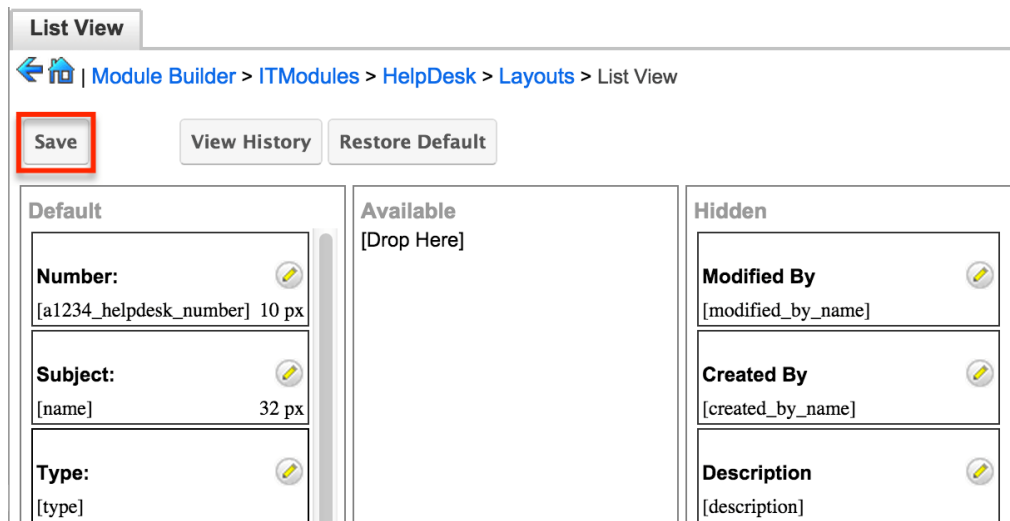 List View
| Module Builder > ITModules > HelpDesk > Layouts > List View
Save View History Restore Default
Default
Number:
[a1234_helpdesk_number] 10 px
Subject:
[name] 32 px
Type:
[type]
Available
[Drop Here]
Hidden
Modified By
[modified_by_name]
Created By
[created_by_name]
Description
[description]